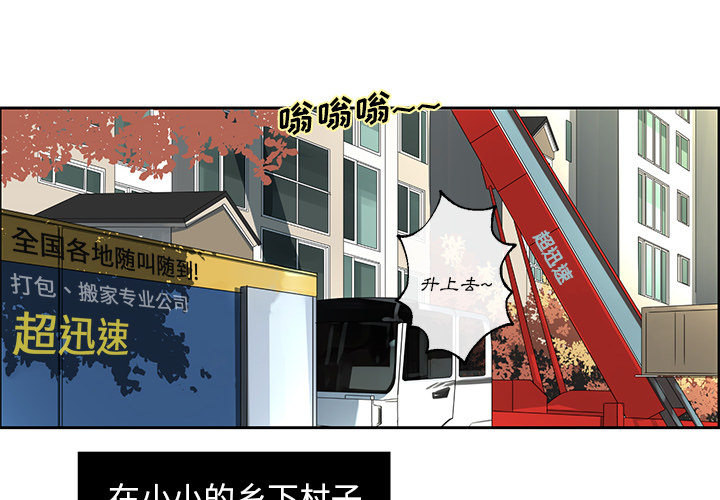 嗡嗡嗡~~
超迅速
升上去~
全国各地随叫随到!
打包、搬家专业公司
超迅速
在小小的乡下村子